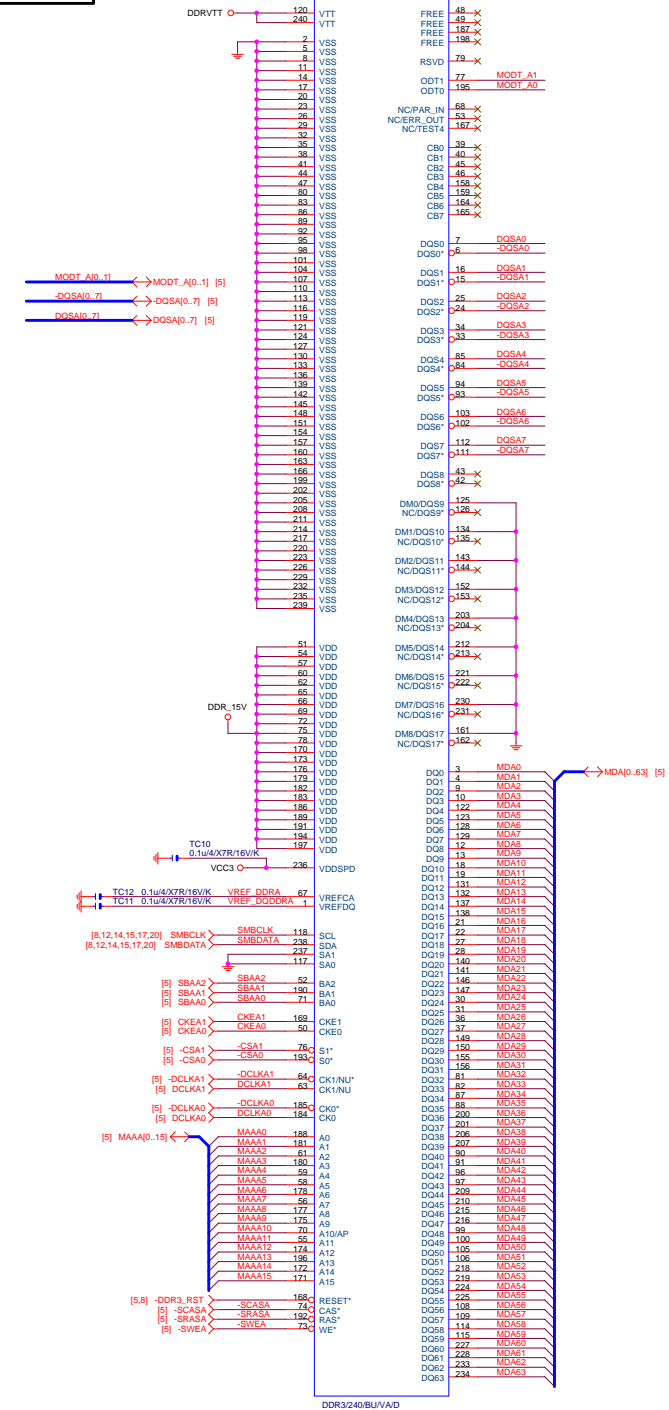 DDRVTT 120 VTT
240 VTT
2 VSS
5 VSS
8 VSS
11 VSS
14 VSS
17 VSS
20 VSS
23 VSS
26 VSS
29 VSS
32 VSS
35 VSS
38 VSS
41 VSS
44 VSS
47 VSS
80 VSS
83 VSS
86 VSS
89 VSS
92 VSS
95 VSS
98 VSS
101 VSS
104 VSS
107 VSS
110 VSS
113 VSS
116 VSS
119 VSS
121 VSS
124 VSS
127 VSS
130 VSS
133 VSS
136 VSS
139 VSS
142 VSS
145 VSS
148 VSS
151 VSS
154 VSS
157 VSS
160 VSS
163 VSS
166 VSS
199 VSS
202 VSS
205 VSS
208 VSS
211 VSS
214 VSS
217 VSS
220 VSS
223 VSS
226 VSS
229 VSS
232 VSS
235 VSS
239 VSS
MODT_A[0..1] MODT_A[0..1] [5]
-DQSA[0..7] -DQSA[0..7] [5]
DQSA[0..7] DQSA[0..7] [5]
DDR_15V
51 VDD
54 VDD
57 VDD
60 VDD
62 VDD
65 VDD
66 VDD
69 VDD
72 VDD
75 VDD
78 VDD
170 VDD
173 VDD
176 VDD
179 VDD
182 VDD
183 VDD
186 VDD
189 VDD
191 VDD
194 VDD
197 VDD
TC10
0.1u/4/X7R/16V/K
VCC3 236 VDDSPD
TC12 0.1u/4/X7R/16V/K VREF_DDRA 67 VREFCA
TC11 0.1u/4/X7R/16V/K VREF_DQDDRA 1 VREFDQ
[8,12,14,15,17,20] SMBCLK SMBCLK 118 SCL
[8,12,14,15,17,20] SMBDATA SMBDATA 238 SDA
237 SA1
117 SA0
[5] SBAA2 SBAA2 52 BA2
[5] SBAA1 SBAA1 190 BA1
[5] SBAA0 SBAA0 71 BA0
[5] CKEA1 CKEA1 169 CKE1
[5] CKEA0 CKEA0 50 CKE0
[5] -CSA1 -CSA1 76 S1*
[5] -CSA0 -CSA0 193 S0*
[5] -DCLKA1 -DCLKA1 64 CK1/NU*
[5] DCLKA1 DCLKA1 63 CK1/NU
[5] -DCLKA0 -DCLKA0 185 CK0*
[5] DCLKA0 DCLKA0 184 CK0
[5] MAAA[0..15]
MAAA0 188 A0
MAAA1 181 A1
MAAA2 61 A2
MAAA3 180 A3
MAAA4 59 A4
MAAA5 58 A5
MAAA6 178 A6
MAAA7 56 A7
MAAA8 177 A8
MAAA9 175 A9
MAAA10 70 A10/AP
MAAA11 55 A11
MAAA12 174 A12
MAAA13 196 A13
MAAA14 172 A14
MAAA15 171 A15
[5,8] -DDR3_RST 168 RESET*
[5] -SCASA -SCASA 74 CAS*
[5] -SRASA -SRASA 192 RAS*
[5] -SWEA -SWEA 73 WE*
FREE 48
FREE 49
FREE 187
FREE 198
RSVD 79
ODT1 77 MODT_A1
ODT0 195 MODT_A0
NC/PAR_IN 68
NC/ERR_OUT 53
NC/TEST4 167
CB0 39
CB1 40
CB2 45
CB3 46
CB4 158
CB5 159
CB6 164
CB7 165
DQS0 7 DQSA0
DQS0* 6 -DQSA0
DQS1 16 DQSA1
DQS1* 15 -DQSA1
DQS2 25 DQSA2
DQS2* 24 -DQSA2
DQS3 34 DQSA3
DQS3* 33 -DQSA3
DQS4 85 DQSA4
DQS4* 84 -DQSA4
DQS5 94 DQSA5
DQS5* 93 -DQSA5
DQS6 103 DQSA6
DQS6* 102 -DQSA6
DQS7 112 DQSA7
DQS7* 111 -DQSA7
DQS8 43
DQS8* 42
DM0/DQS9 125
NC/DQS9* 126
DM1/DQS10 134
NC/DQS10* 135
DM2/DQS11 143
NC/DQS11* 144
DM3/DQS12 152
NC/DQS12* 153
DM4/DQS13 203
NC/DQS13* 204
DM5/DQS14 212
NC/DQS14* 213
DM6/DQS15 221
NC/DQS15* 222
DM7/DQS16 230
NC/DQS16* 231
DM8/DQS17 161
NC/DQS17* 162
MDA[0..63] [5]
DQ0 3 MDA0
DQ1 4 MDA1
DQ2 9 MDA2
DQ3 10 MDA3
DQ4 122 MDA4
DQ5 123 MDA5
DQ6 128 MDA6
DQ7 129 MDA7
DQ8 12 MDA8
DQ9 13 MDA9
DQ10 18 MDA10
DQ11 19 MDA11
DQ12 131 MDA12
DQ13 132 MDA13
DQ14 137 MDA14
DQ15 138 MDA15
DQ16 21 MDA16
DQ17 22 MDA17
DQ18 27 MDA18
DQ19 28 MDA19
DQ20 140 MDA20
DQ21 141 MDA21
DQ22 146 MDA22
DQ23 147 MDA23
DQ24 30 MDA24
DQ25 31 MDA25
DQ26 36 MDA26
DQ27 37 MDA27
DQ28 149 MDA28
DQ29 150 MDA29
DQ30 155 MDA30
DQ31 156 MDA31
DQ32 81 MDA32
DQ33 82 MDA33
DQ34 87 MDA34
DQ35 88 MDA35
DQ36 200 MDA36
DQ37 201 MDA37
DQ38 206 MDA38
DQ39 207 MDA39
DQ40 90 MDA40
DQ41 91 MDA41
DQ42 96 MDA42
DQ43 97 MDA43
DQ44 209 MDA44
DQ45 210 MDA45
DQ46 215 MDA46
DQ47 216 MDA47
DQ48 99 MDA48
DQ49 100 MDA49
DQ50 105 MDA50
DQ51 106 MDA51
DQ52 218 MDA52
DQ53 219 MDA53
DQ54 224 MDA54
DQ55 225 MDA55
DQ56 108 MDA56
DQ57 109 MDA57
DQ58 114 MDA58
DQ59 115 MDA59
DQ60 227 MDA60
DQ61 228 MDA61
DQ62 233 MDA62
DQ63 234 MDA63
DDR3/240/BU/VA/D